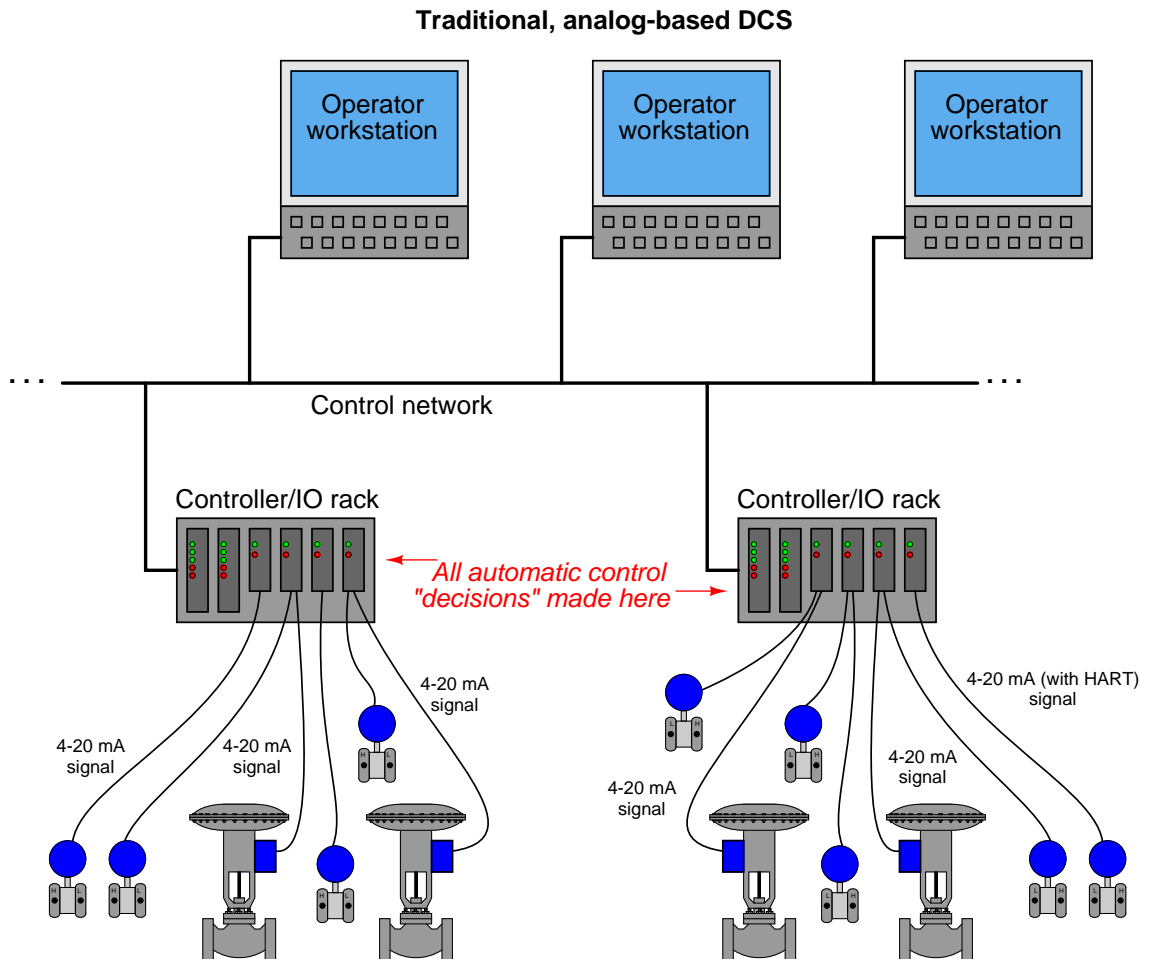 Traditional, analog-based DCS
Operator
workstation
Operator
workstation
Operator
workstation
. . .
. . .
Control network
Controller/IO rack
Controller/IO rack
All automatic control
"decisions" made here
4-20 mA
signal
4-20 mA
signal
4-20 mA
signal
4-20 mA (with HART)
signal
4-20 mA
signal
4-20 mA
signal
L H
H L
L H
H L
H L
H L
H L
L H
L H
L H